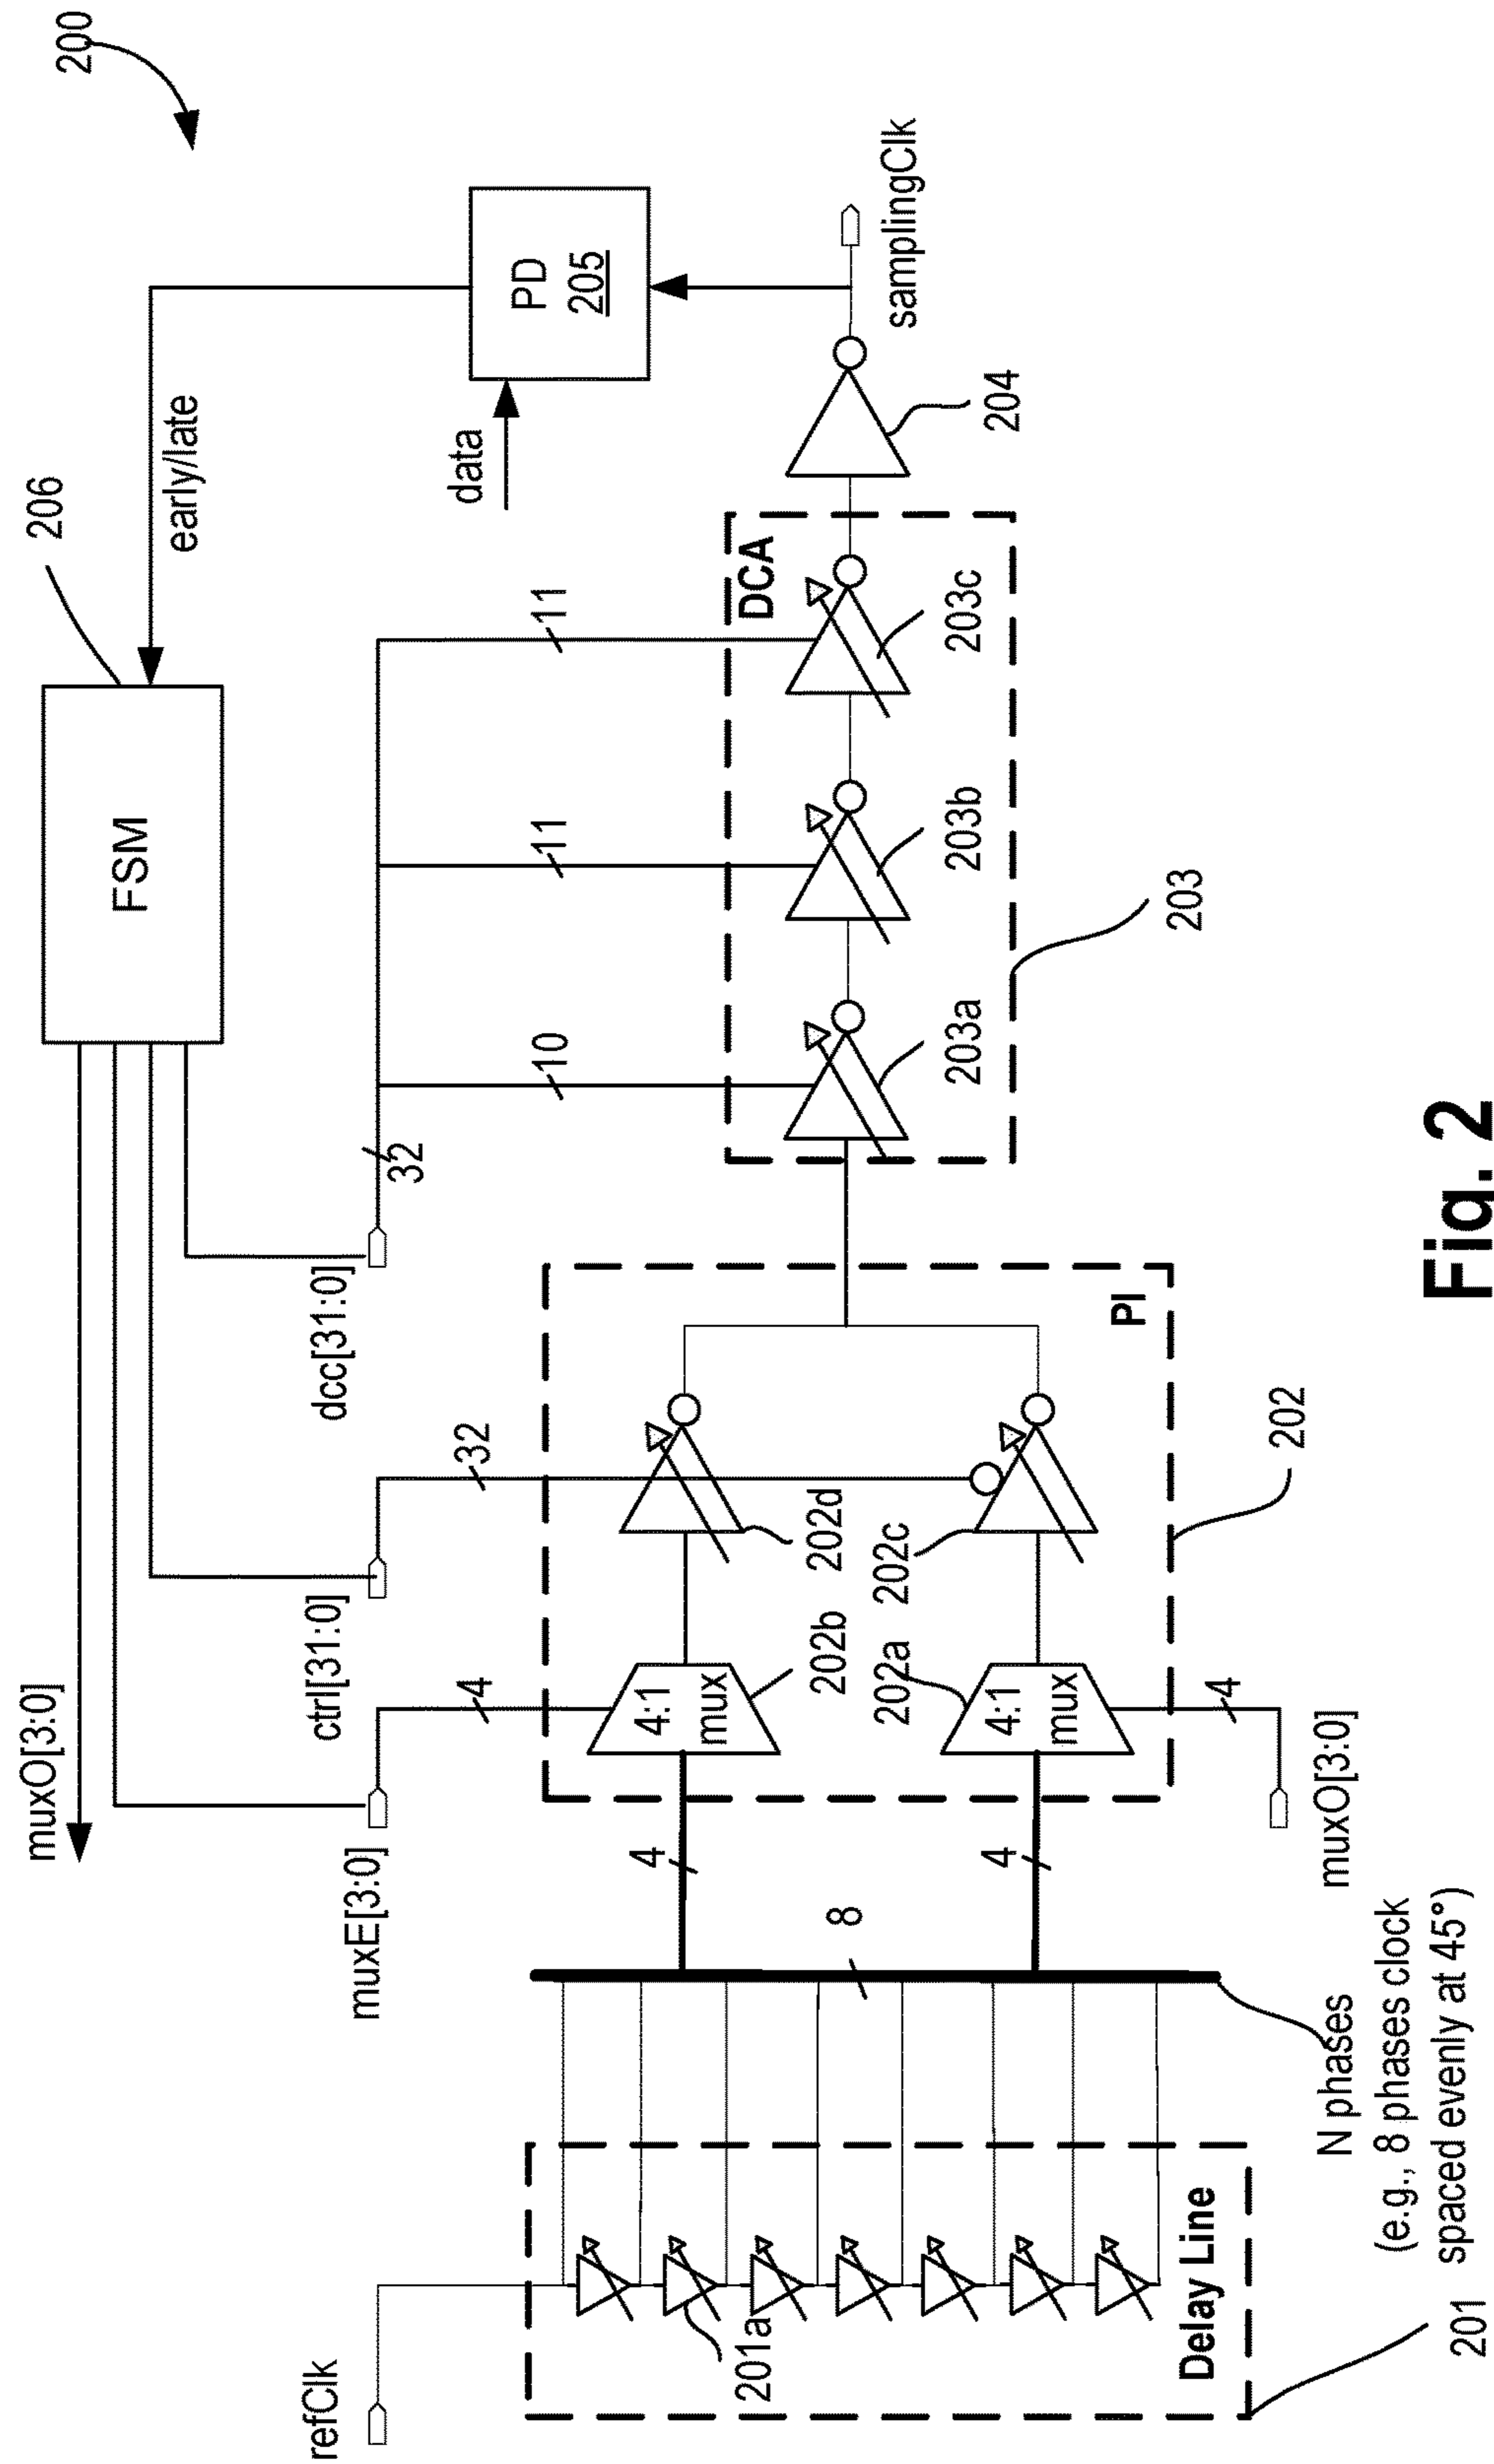 200
206
FSM
early/late
PD
205
data
samplingClk
204
muxO[3:0]
muxE[3:0]
ctrl[31:0]
dcc[31:0]
32
10
11
11
DCA
203a
203b
203c
203
refClk
4
32
4:1
mux
202b
202d
4:1
mux
202a
202c
PI
202
4
muxO[3:0]
4
4
8
201a
Delay Line
201
N phases
(e.g., 8 phases clock
spaced evenly at 45°)
Fig. 2